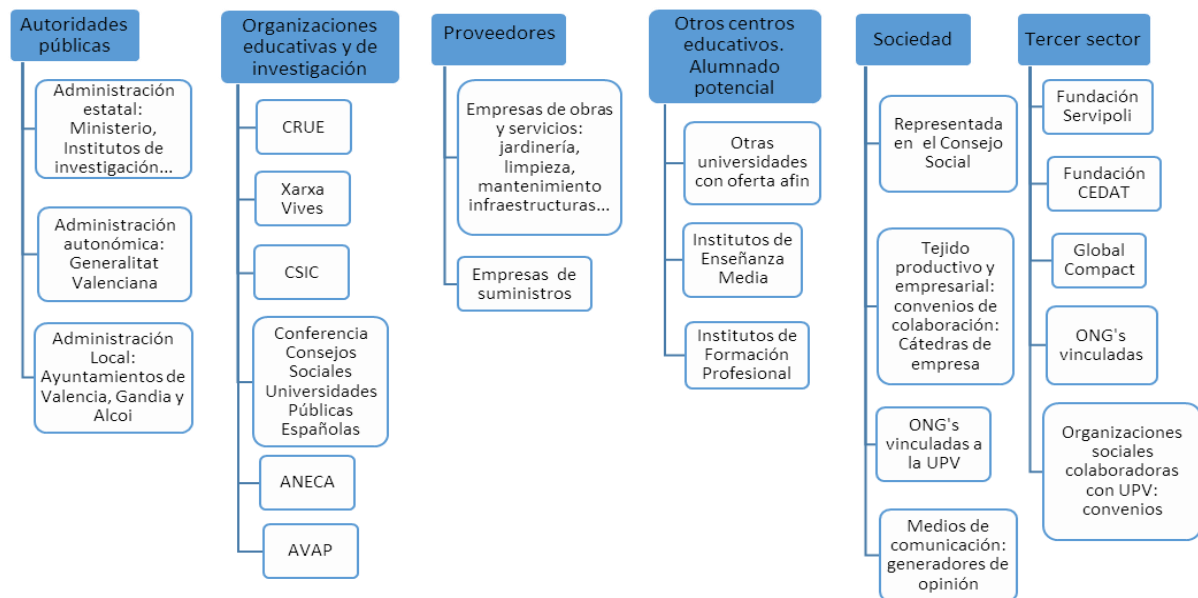 Autoridades
públicas
Administración
estatal:
Ministerio,
Institutos de
investigación...
Administración
autonómica:
Generalitat
Valenciana
Administración
Local:
Ayuntamientos de
Valencia, Gandia y
Alcoi
Organizaciones
educativas y de
investigación
CRUE
Xarxa
Vives
CSIC
Conferencia
Consejos
Sociales
Universidades
Públicas
Españolas
ANECA
AVAP
Proveedores
Empresas de obras
y servicios:
jardinería,
limpieza,
mantenimiento
infraestructuras...
Empresas de
suministros
Otros centros
educativos.
Alumnado
potencial
Otras
universidades
con oferta afin
Institutos de
Enseñanza
Media
Institutos de
Formación
Profesional
Sociedad
Representada
en el Consejo
Social
Tejido
productivo y
empresarial:
convenios de
colaboración:
Cátedras de
empresa
ONG's
vinculadas a
la UPV
Medios de
comunicación:
generadores de
opinión
Tercer sector
Fundación
Servipoli
Fundación
CEDAT
Global
Compact
ONG's
vinculadas
Organizaciones
sociales
colaboradoras
con UPV:
convenios